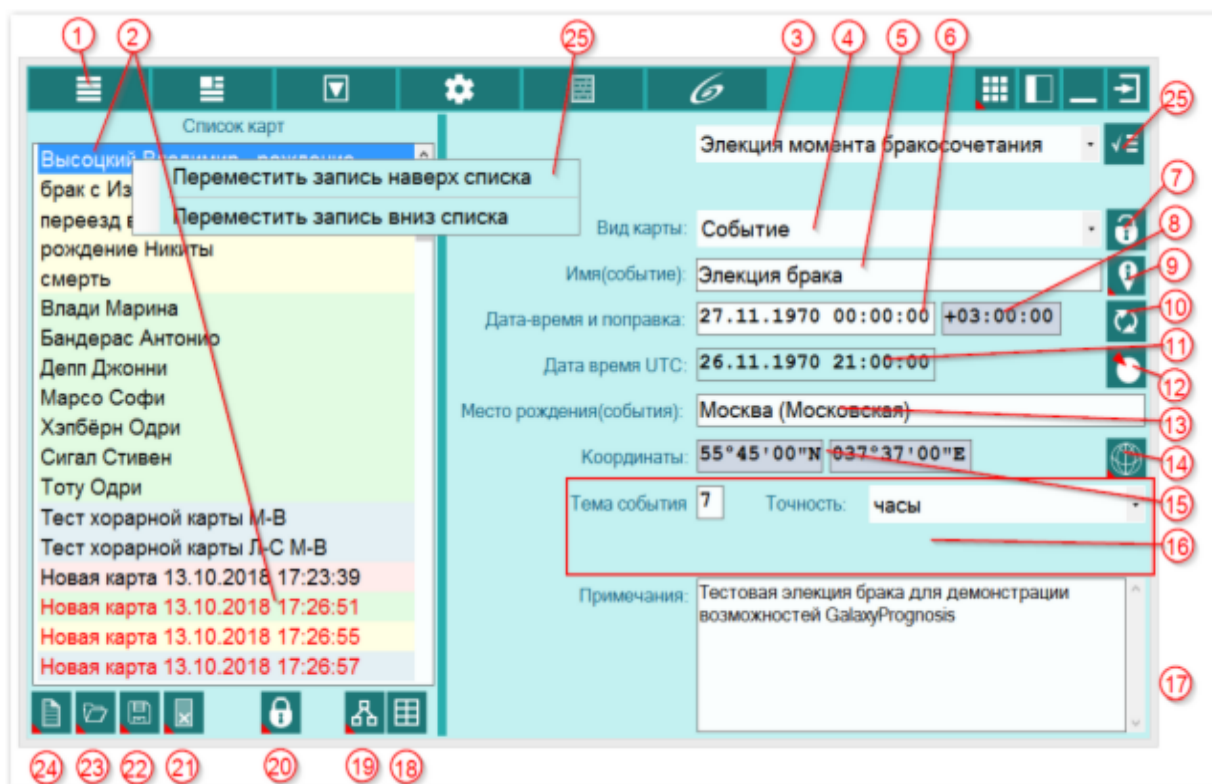 1 2 25 3 4 5 6
Список карт
Высоцкий Владимир - рождение
Элекция момента бракосочетания
25
Переместить запись наверх списка
брак с Из
переезд в
Переместить запись вниз списка
Вид карты: Событие
7
рождение Никиты
8
смерть
Имя(событие): Элекция брака
9
Влади Марина
Дата-время и поправка: 27.11.1970 00:00:00 +03:00:00
10
Бандерас Антонио
11
Депп Джонни
Дата время UTC: 26.11.1970 21:00:00
12
Марсо Софи
Место рождения(события): Москва (Московская)
13
Хэпбёрн Одри
Сигал Стивен
Координаты: 55°45'00"N 037°37'00"E
14
Тоту Одри
Тема события 7 Точность: часы
15
Тест хорарной карты М-В
Тест хорарной карты Л-С М-В
16
Новая карта 13.10.2018 17:23:39
Примечания: Тестовая элекция брака для демонстрации
возможностей GalaxyPrognosis
Новая карта 13.10.2018 17:26:51
Новая карта 13.10.2018 17:26:55
Новая карта 13.10.2018 17:26:57
17
24 23 22 21 20 19 18